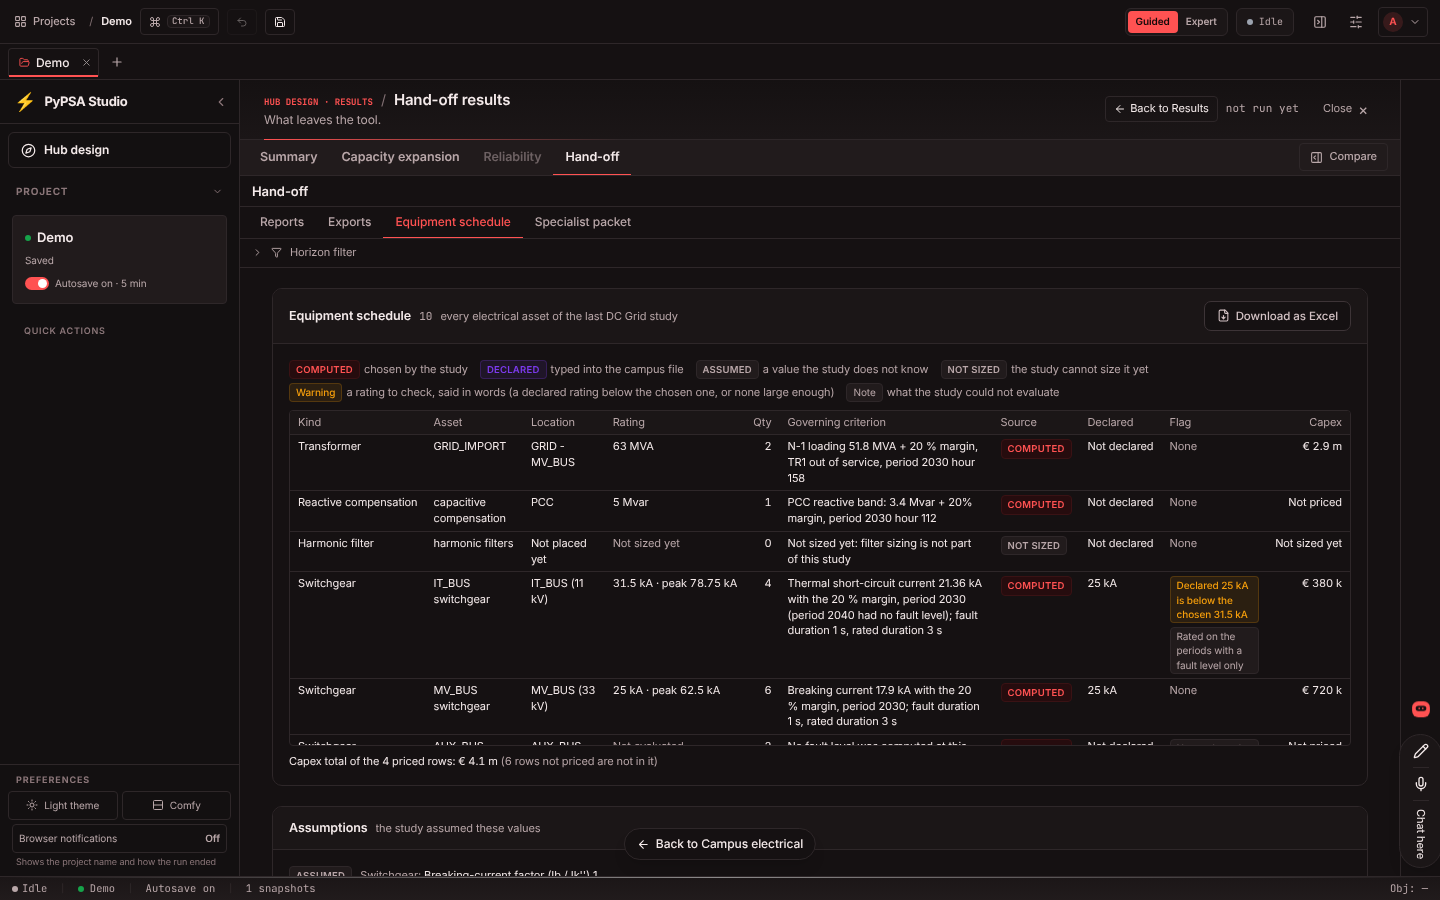 Projects / Demo Ctrl K Guided Expert Idle A
Demo
PyPSA Studio
Hub design
PROJECT
Demo
Saved
Autosave on · 5 min
QUICK ACTIONS
PREFERENCES
Light theme Comfy
Browser notifications Off
Shows the project name and how the run ended
HUB DESIGN · RESULTS / Hand-off results
What leaves the tool.
Back to Results not run yet Close
Summary Capacity expansion Reliability Hand-off Compare
Hand-off
Reports Exports Equipment schedule Specialist packet
Horizon filter
Equipment schedule 10 every electrical asset of the last DC Grid study Download as Excel
COMPUTED chosen by the study DECLARED typed into the campus file ASSUMED a value the study does not know NOT SIZED the study cannot size it yet
Warning a rating to check, said in words (a declared rating below the chosen one, or none large enough) Note what the study could not evaluate
Kind Asset Location Rating Qty Governing criterion Source Declared Flag Capex
Transformer GRID_IMPORT GRID - 63 MVA 2 N-1 loading 51.8 MVA + 20 % margin, COMPUTED Not declared None € 2.9 m
MV_BUS TR1 out of service, period 2030 hour
158
Reactive compensation capacitive PCC 5 Mvar 1 PCC reactive band: 3.4 Mvar + 20% COMPUTED Not declared None Not priced
compensation margin, period 2030 hour 112
Harmonic filter harmonic filters Not placed Not sized yet 0 Not sized yet: filter sizing is not part NOT SIZED Not declared None Not sized yet
yet of this study
Switchgear IT_BUS IT_BUS (11 31.5 kA · peak 78.75 kA 4 Thermal short-circuit current 21.36 kA COMPUTED 25 kA Declared 25 kA € 380 k
switchgear kV) with the 20 % margin, period 2030 is below the
(period 2040 had no fault level); fault chosen 31.5 kA
duration 1 s, rated duration 3 s
Rated on the
periods with a
fault level only
Switchgear MV_BUS MV_BUS (33 25 kA · peak 62.5 kA 6 Breaking current 17.9 kA with the 20 COMPUTED 25 kA None € 720 k
switchgear kV) % margin, period 2030; fault duration
1 s, rated duration 3 s
Capex total of the 4 priced rows: € 4.1 m (6 rows not priced are not in it)
Assumptions the study assumed these values
Back to Campus electrical
ASSUMED Switchgear: Breaking-current factor (Ib / Ik'') 1
Chat here
Idle Demo Autosave on 1 snapshots Obj: —